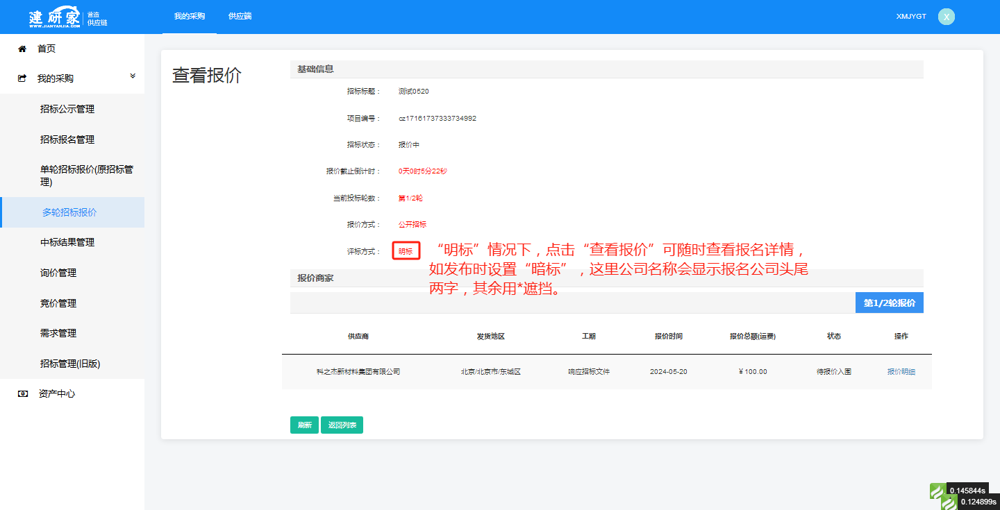 建研家
WWW.JIANYANJIA.COM
营造
供应链
我的采购
供应端
XMJYGT
X
首页
我的采购
招标公示管理
招标报名管理
单轮招标报价(原招标管
理)
多轮招标报价
中标结果管理
询价管理
竞价管理
需求管理
招标管理(旧版)
资产中心
查看报价
基础信息
招标标题： 测试0520
项目编号： cz17161737333734992
招标状态： 报价中
报价截止倒计时： 0天0时5分22秒
当前投标轮数： 第1/2轮
报价方式： 公开招标
评标方式： 明标
“明标”情况下，点击“查看报价”可随时查看报名详情，
如发布时设置“暗标”，这里公司名称会显示报名公司头尾
两字，其余用*遮挡。
报价商家
第1/2轮报价
供应商 发货地区 工期 报价时间 报价总额(运费) 状态 操作
科之杰新材料集团有限公司 北京/北京市/东城区 响应招标文件 2024-05-20 ¥ 100.00 待报价入围 报价明细
刷新 返回列表
0.145844s
0.124899s